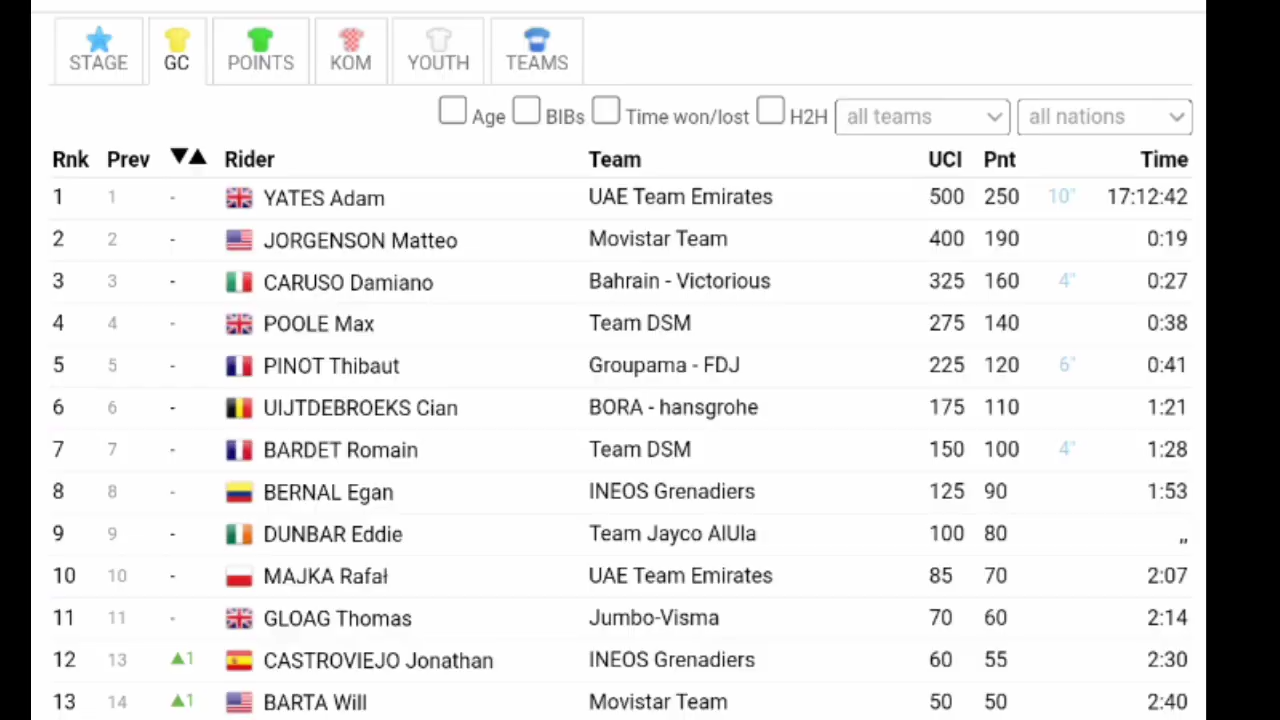 STAGE GC POINTS KOM YOUTH TEAMS
Age BIBs Time won/lost H2H all teams all nations
Rnk Prev ▼▲ Rider Team UCI Pnt Time
1 1 - YATES Adam UAE Team Emirates 500 250 10" 17:12:42
2 2 - JORGENSON Matteo Movistar Team 400 190 0:19
3 3 - CARUSO Damiano Bahrain - Victorious 325 160 4" 0:27
4 4 - POOLE Max Team DSM 275 140 0:38
5 5 - PINOT Thibaut Groupama - FDJ 225 120 6" 0:41
6 6 - UIJTDEBROEKS Cian BORA - hansgrohe 175 110 1:21
7 7 - BARDET Romain Team DSM 150 100 4" 1:28
8 8 - BERNAL Egan INEOS Grenadiers 125 90 1:53
9 9 - DUNBAR Eddie Team Jayco AlUla 100 80 ,,
10 10 - MAJKA Rafał UAE Team Emirates 85 70 2:07
11 11 - GLOAG Thomas Jumbo-Visma 70 60 2:14
12 13 ▲1 CASTROVIEJO Jonathan INEOS Grenadiers 60 55 2:30
13 14 ▲1 BARTA Will Movistar Team 50 50 2:40